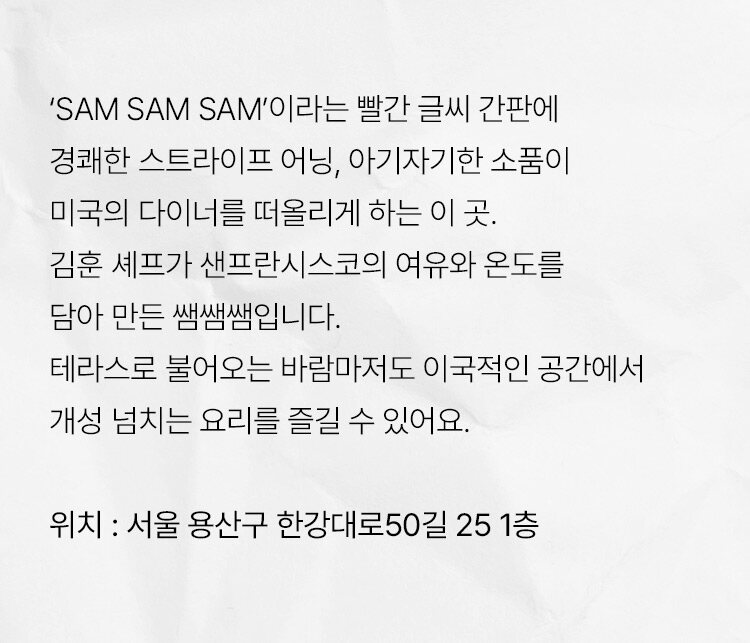 ‘SAM SAM SAM’이라는 빨간 글씨 간판에
경쾌한 스트라이프 어닝, 아기자기한 소품이
미국의 다이너를 떠올리게 하는 이 곳.
김훈 셰프가 샌프란시스코의 여유와 온도를
담아 만든 쌤쌤쌤입니다.
테라스로 불어오는 바람마저도 이국적인 공간에서
개성 넘치는 요리를 즐길 수 있어요.
위치 : 서울 용산구 한강대로50길 25 1층